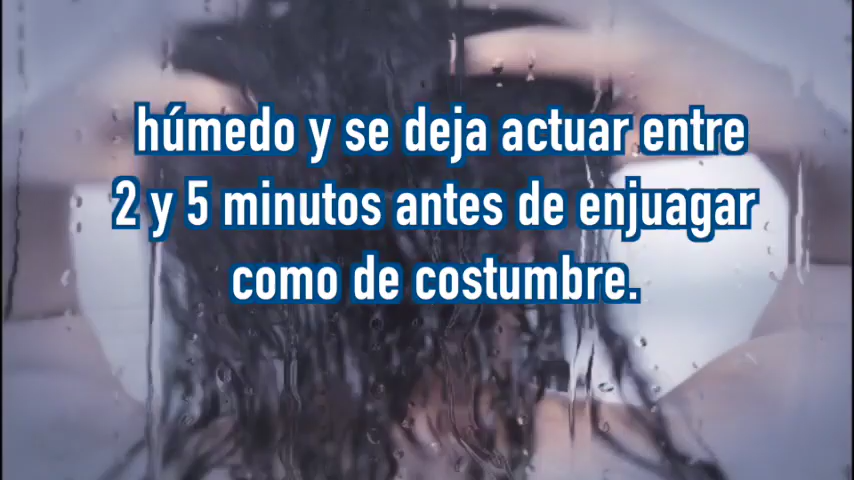 húmedo y se deja actuar entre
2 y 5 minutos antes de enjuagar
como de costumbre.